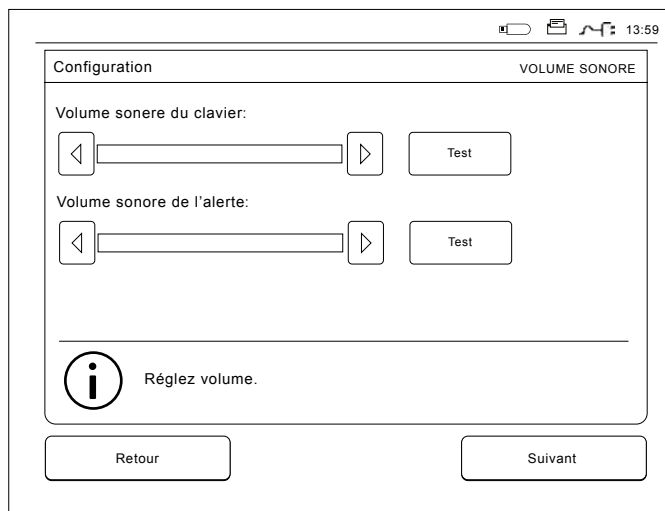 13:59
Configuration VOLUME SONORE
Volume sonere du clavier:
Test
Volume sonore de l'alerte:
Test
Réglez volume.
Retour Suivant